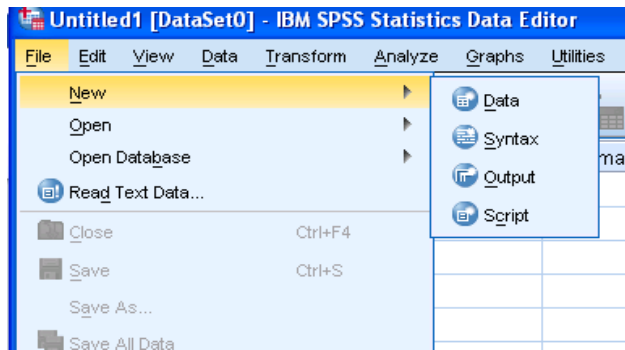 Untitled1 [DataSet0] - IBM SPSS Statistics Data Editor
File Edit View Data Transform Analyze Graphs Utilities
New
Data
Open
Syntax
Open Database
Output
Read Text Data...
Script
Close Ctrl+F4
Save Ctrl+S
Save As...
Save All Data